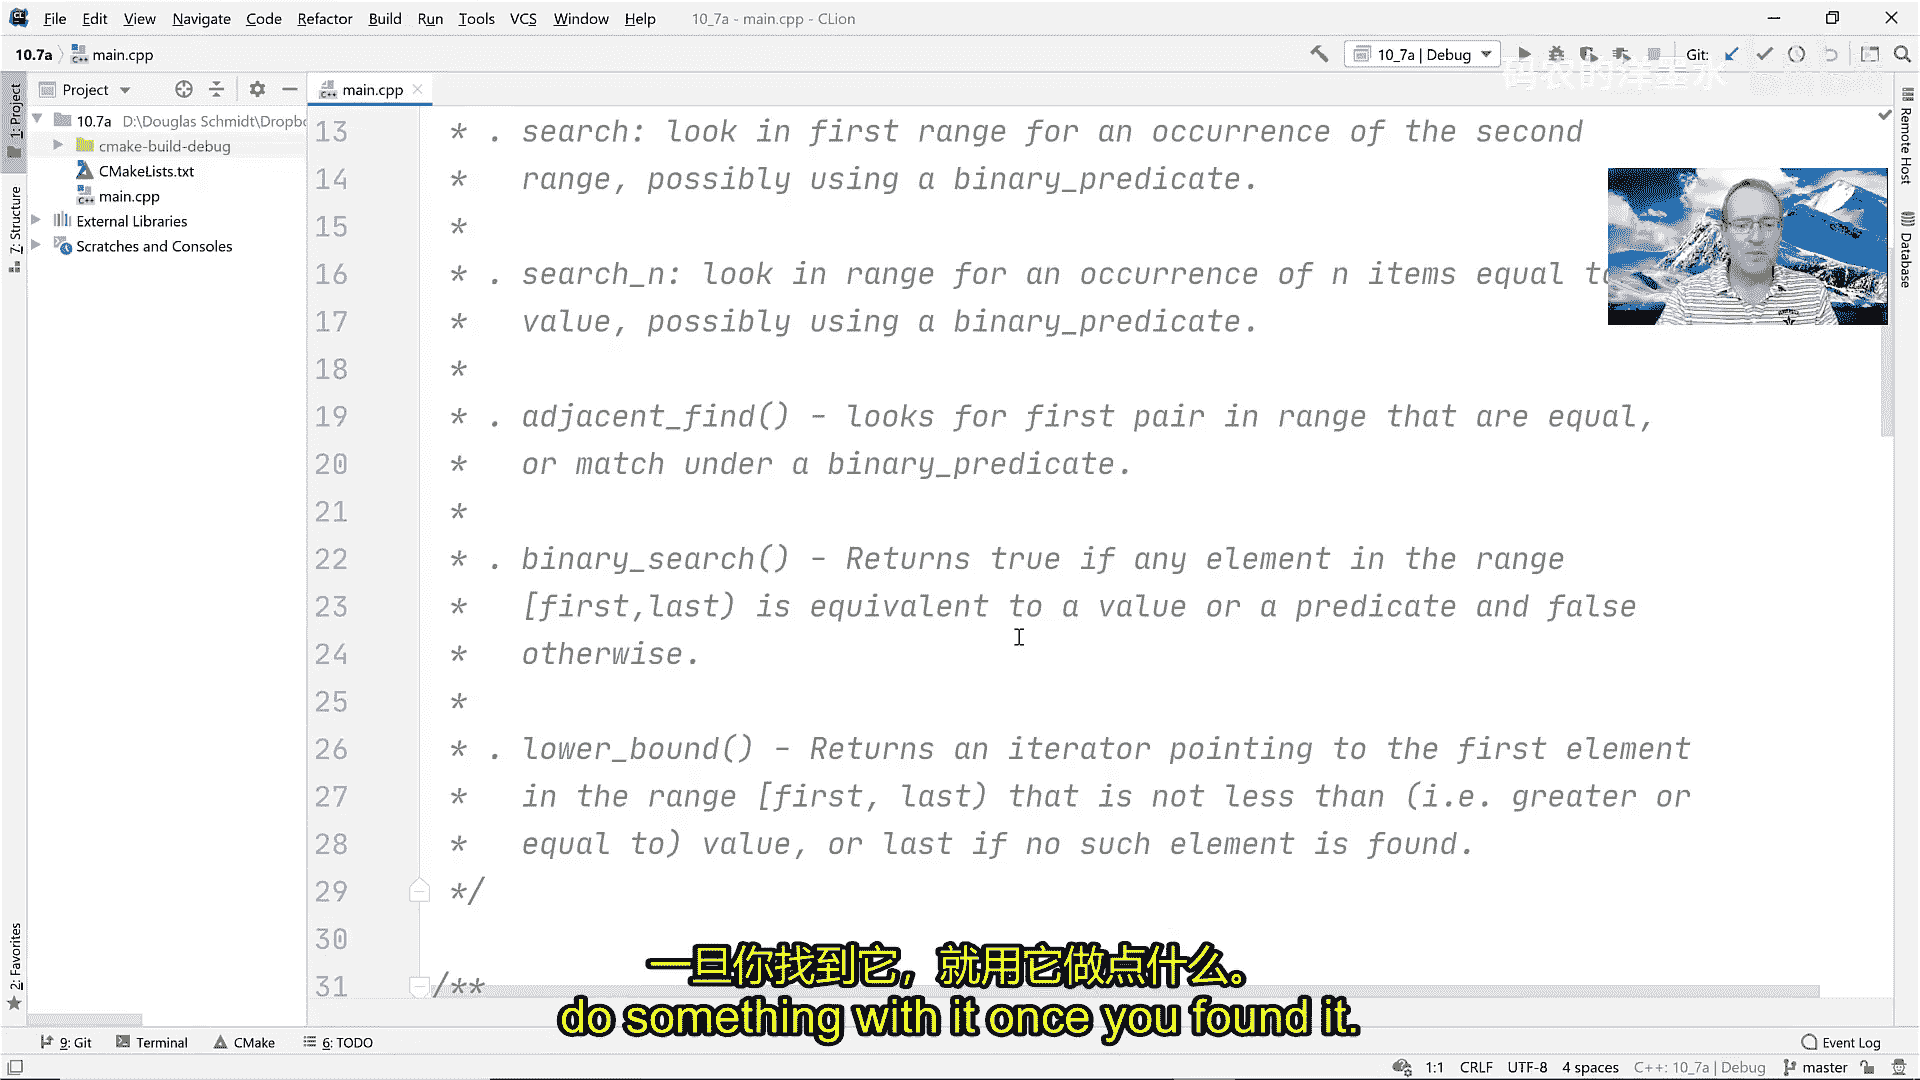 File Edit View Navigate Code Refactor Build Run Tools VCS Window Help 10_7a - main.cpp - CLion
10.7a main.cpp 10_7a | Debug Git:
码农的洋墨水
Project main.cpp
1: Project
7: Structure
2: Favorites
10.7a D:\Douglas Schmidt\Dropbo
cmake-build-debug
CMakeLists.txt
main.cpp
External Libraries
Scratches and Consoles
13 * . search: look in first range for an occurrence of the second
14 * range, possibly using a binary_predicate.
15 *
16 * . search_n: look in range for an occurrence of n items equal to
17 * value, possibly using a binary_predicate.
18 *
19 * . adjacent_find() - looks for first pair in range that are equal,
20 * or match under a binary_predicate.
21 *
22 * . binary_search() - Returns true if any element in the range
23 * [first,last) is equivalent to a value or a predicate and false
24 * otherwise.
25 *
26 * . lower_bound() - Returns an iterator pointing to the first element
27 * in the range [first, last) that is not less than (i.e. greater or
28 * equal to) value, or last if no such element is found.
29 */
30
31 /**
Remote Host
Database
一旦你找到它，就用它做点什么。
do something with it once you found it.
9: Git Terminal CMake 6: TODO Event Log
1:1 CRLF UTF-8 4 spaces C++: 10_7a | Debug master